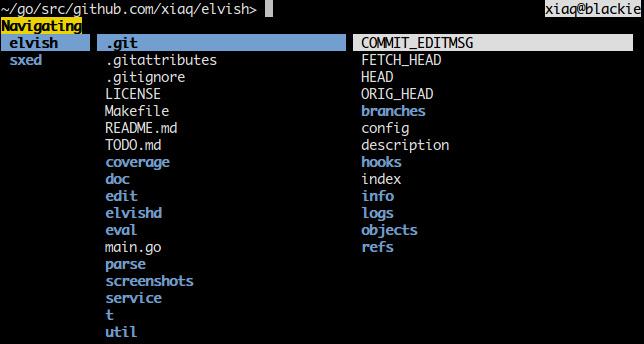 ~/go/src/github.com/xiaq/elvish> xiaq@blackie
Navigating
elvish .git COMMIT_EDITMSG
sxed .gitattributes FETCH_HEAD
.gitignore HEAD
LICENSE ORIG_HEAD
Makefile branches
README.md config
TODO.md description
coverage hooks
doc index
edit info
elvishd logs
eval objects
main.go refs
parse
screenshots
service
t
util